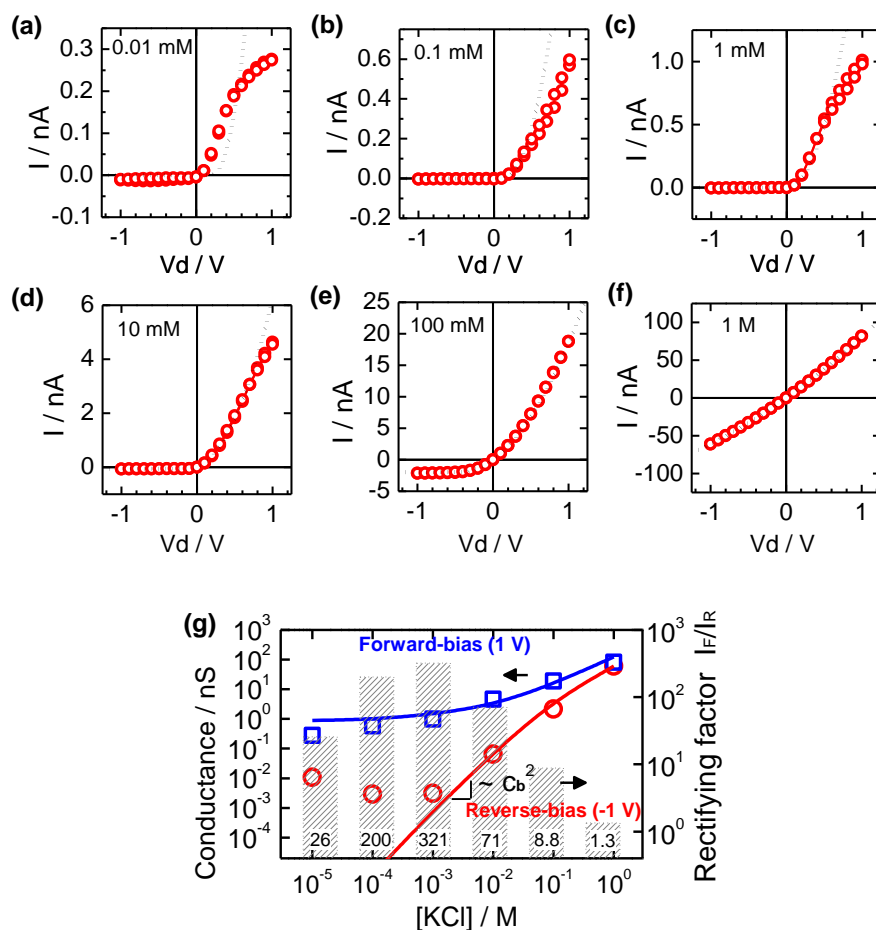 (a)
0.01 mM
I / nA
0.3
0.2
0.1
0.0
-0.1
-1
0
1
Vd / V
(b)
0.1 mM
I / nA
0.6
0.4
0.2
0.0
0.2
-1
0
1
Vd / V
(c)
1 mM
I / nA
1.0
0.5
0.0
-1
0
1
Vd / V
(d)
10 mM
I / nA
6
4
2
0
-1
0
1
Vd / V
(e)
100 mM
I / nA
25
20
15
10
5
0
-5
-1
0
1
Vd / V
(f)
1 M
I / nA
100
50
0
-50
-100
-1
0
1
Vd / V
(g)
Forward-bias (1 V)
~ Cb²
Reverse-bias (-1 V)
Conductance / nS
10³
10²
10¹
10⁰
10⁻¹
10⁻²
10⁻³
10⁻⁴
Rectifying factor IF/IR
10³
10²
10¹
10⁰
26 200 321 71 8.8 1.3
10⁻⁵ 10⁻⁴ 10⁻³ 10⁻² 10⁻¹ 10⁰
[KCl] / M